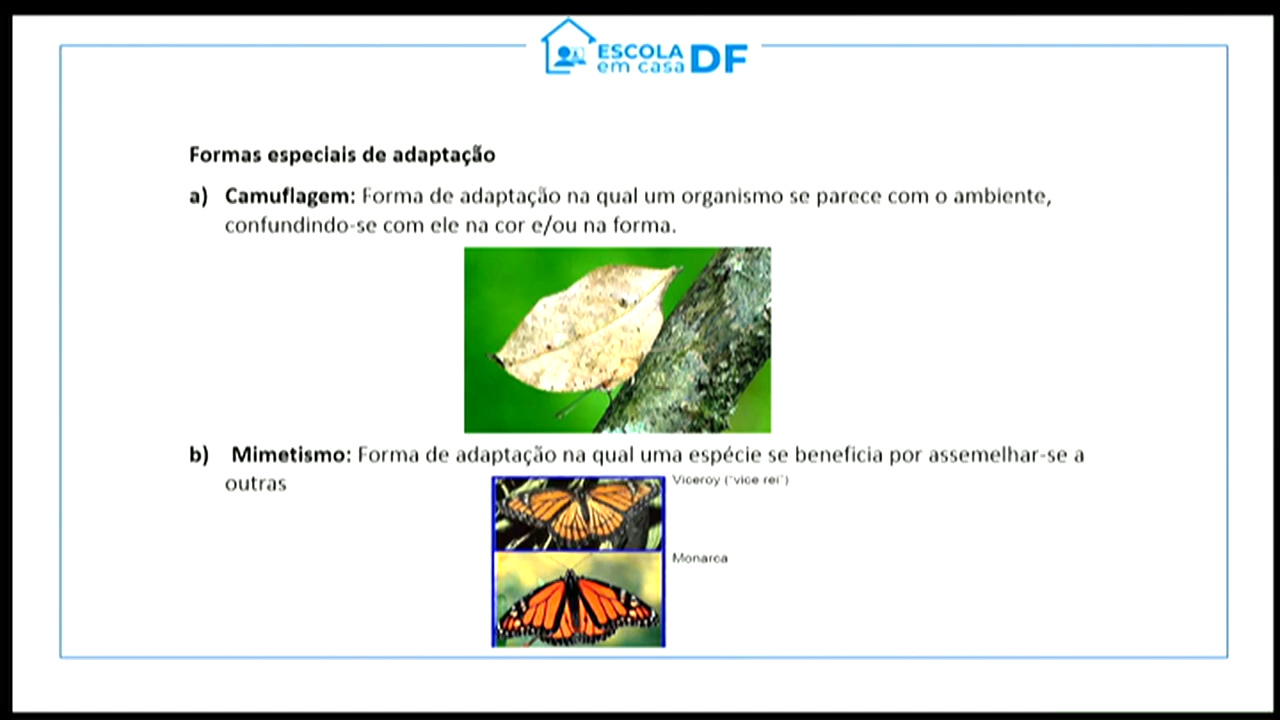 ESCOLA
em casa DF
Formas especiais de adaptação
a) Camuflagem: Forma de adaptação na qual um organismo se parece com o ambiente,
confundindo-se com ele na cor e/ou na forma.
b) Mimetismo: Forma de adaptação na qual uma espécie se beneficia por assemelhar-se a
outras
Viceroy ("vice rei")
Monarca